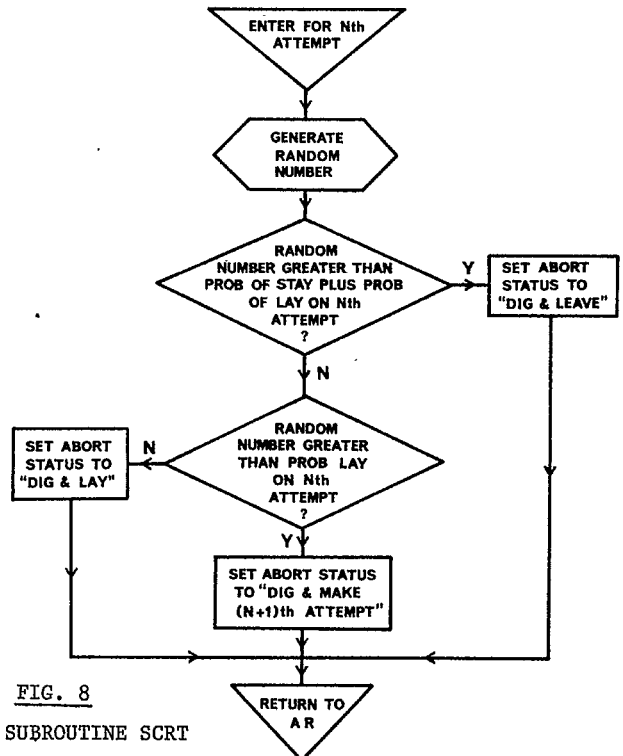 ENTER FOR Nth
ATTEMPT
GENERATE
RANDOM
NUMBER
RANDOM
NUMBER GREATER THAN
PROB OF STAY PLUS PROB
OF LAY ON Nth
ATTEMPT
?
Y
SET ABORT
STATUS TO
"DIG & LEAVE"
N
RANDOM
NUMBER GREATER
THAN PROB LAY
ON Nth
ATTEMPT
?
N
SET ABORT
STATUS TO
"DIG & LAY"
Y
SET ABORT STATUS
TO "DIG & MAKE
(N+1)th ATTEMPT"
RETURN TO
A R
FIG. 8
SUBROUTINE SCRT